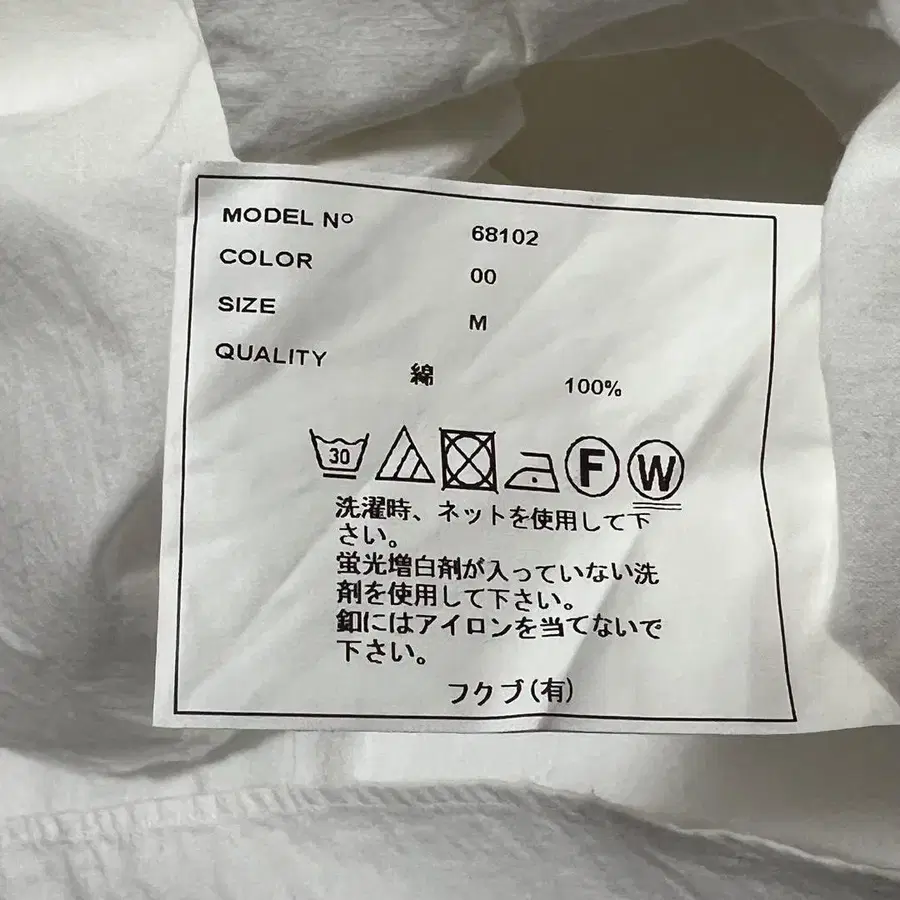 MODEL Nº 68102
COLOR 00
SIZE M
QUALITY
綿 100%
30 F W
洗濯時、ネットを使用して下
さい。
蛍光増白剤が入っていない洗
剤を使用して下さい。
釦にはアイロンを当てないで
下さい。
フクブ(有)